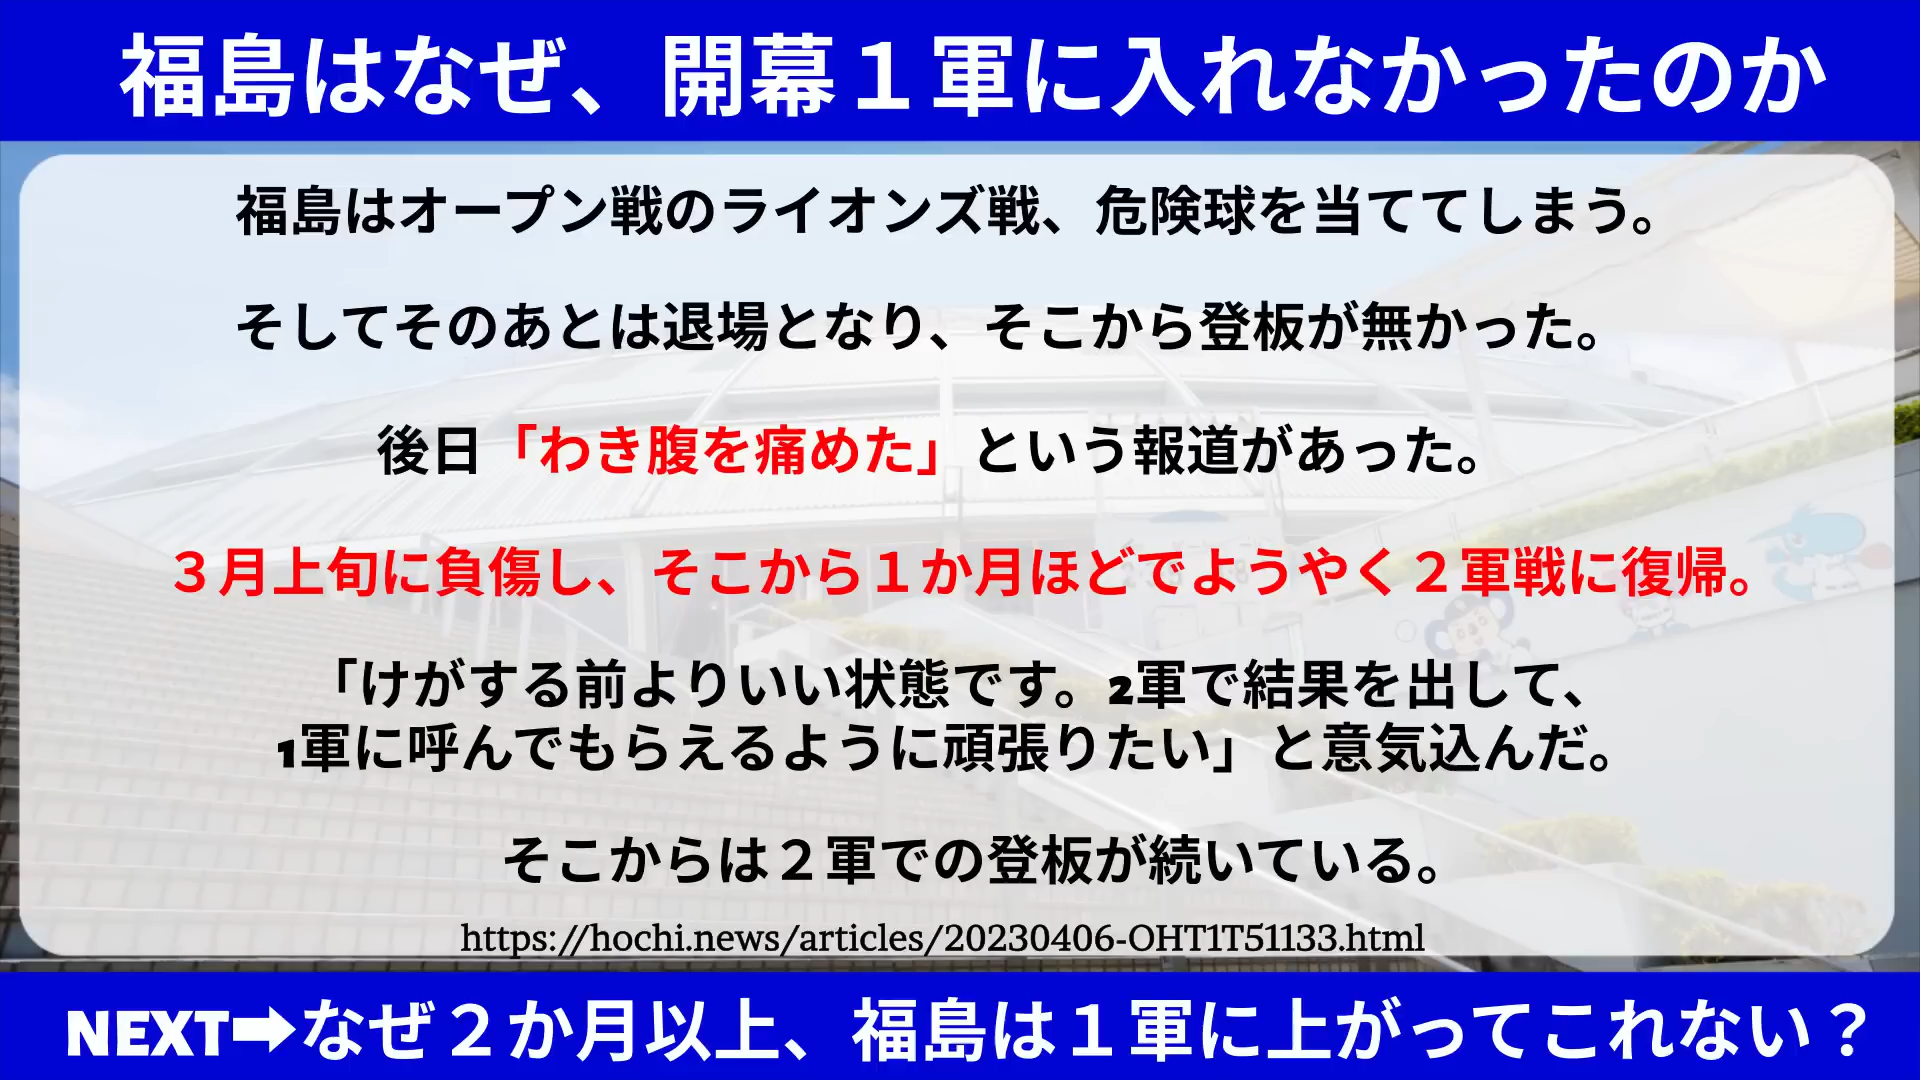 福島はなぜ、開幕１軍に入れなかったのか
福島はオープン戦のライオンズ戦、危険球を当ててしまう。
そしてそのあとは退場となり、そこから登板が無かった。
後日「わき腹を痛めた」という報道があった。
３月上旬に負傷し、そこから１か月ほどでようやく２軍戦に復帰。
「けがする前よりいい状態です。2軍で結果を出して、
1軍に呼んでもらえるように頑張りたい」と意気込んだ。
そこからは２軍での登板が続いている。
https://hochi.news/articles/20230406-OHT1T51133.html
NEXT➡なぜ２か月以上、福島は１軍に上がってこれない？